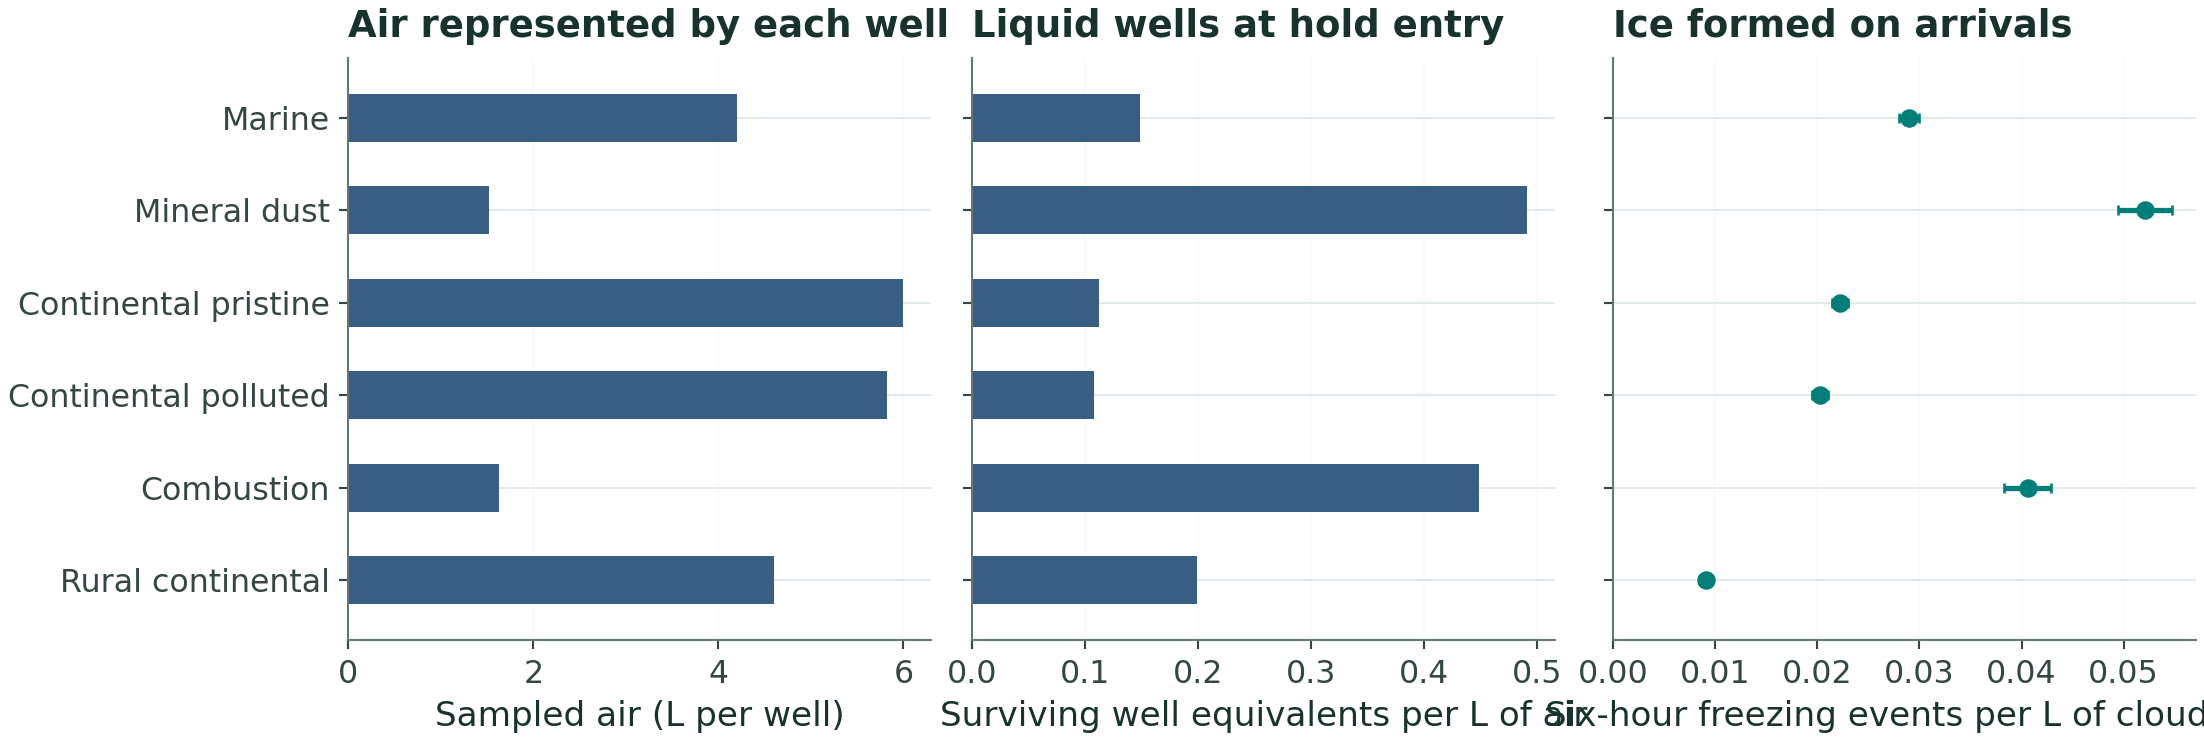 Air represented by each well
Liquid wells at hold entry
Ice formed on arrivals
Marine
Mineral dust
Continental pristine
Continental polluted
Combustion
Rural continental
0 2 4 6
0.0 0.1 0.2 0.3 0.4 0.5
0.00 0.01 0.02 0.03 0.04 0.05
Sampled air (L per well)
Surviving well equivalents per L of air
Six-hour freezing events per L of cloud